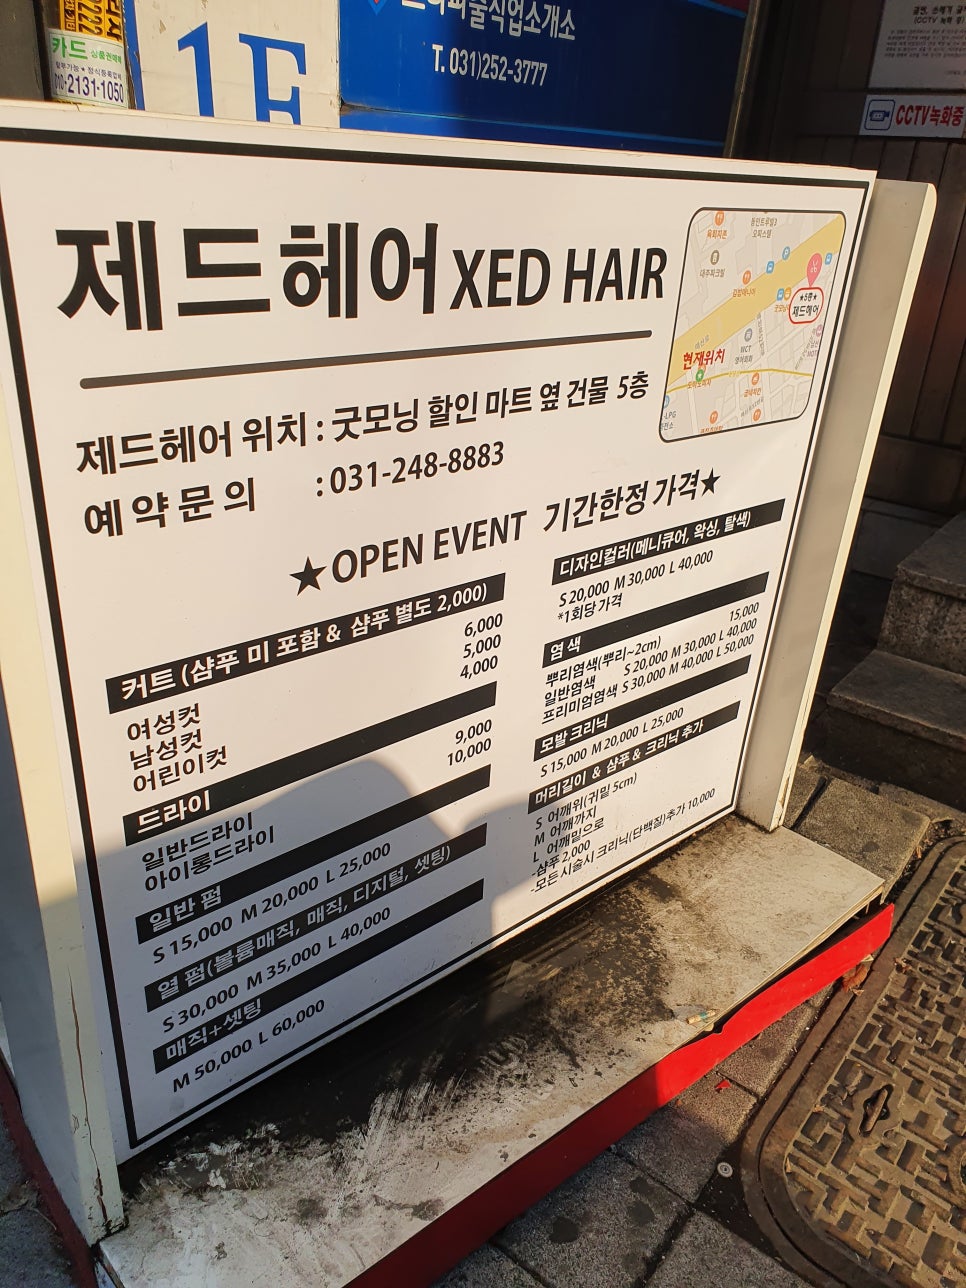 카드
2131-1050
1F
직업소개소
T. 031)252-3777
CCTV녹화중
제드헤어 XED HAIR
현재위치
★5층★
제드헤어
제드헤어 위치 : 굿모닝 할인 마트 옆 건물 5층
예약문의 : 031-248-8883
★OPEN EVENT 기간한정 가격★
커트 (샴푸 미 포함 & 샴푸 별도 2,000)
여성컷 6,000
남성컷 5,000
어린이컷 4,000
드라이
일반드라이 9,000
아이롱드라이 10,000
일반 펌
S 15,000 M 20,000 L 25,000
열 펌(볼륨매직, 매직, 디지털, 셋팅)
S 30,000 M 35,000 L 40,000
매직+셋팅
M 50,000 L 60,000
디자인컬러(메니큐어, 왁싱, 탈색)
S 20,000 M 30,000 L 40,000
*1회당 가격
염색
뿌리염색(뿌리~2cm) 15,000
일반염색 S 20,000 M 30,000 L 40,000
프리미엄염색 S 30,000 M 40,000 L 50,000
모발 크리닉
S 15,000 M 20,000 L 25,000
머리길이 & 샴푸 & 크리닉 추가
S 어깨위(귀밑 5cm)
M 어깨까지
L 어깨밑으로
-샴푸 2,000
-모든 시술시 크리닉(단백질)추가 10,000